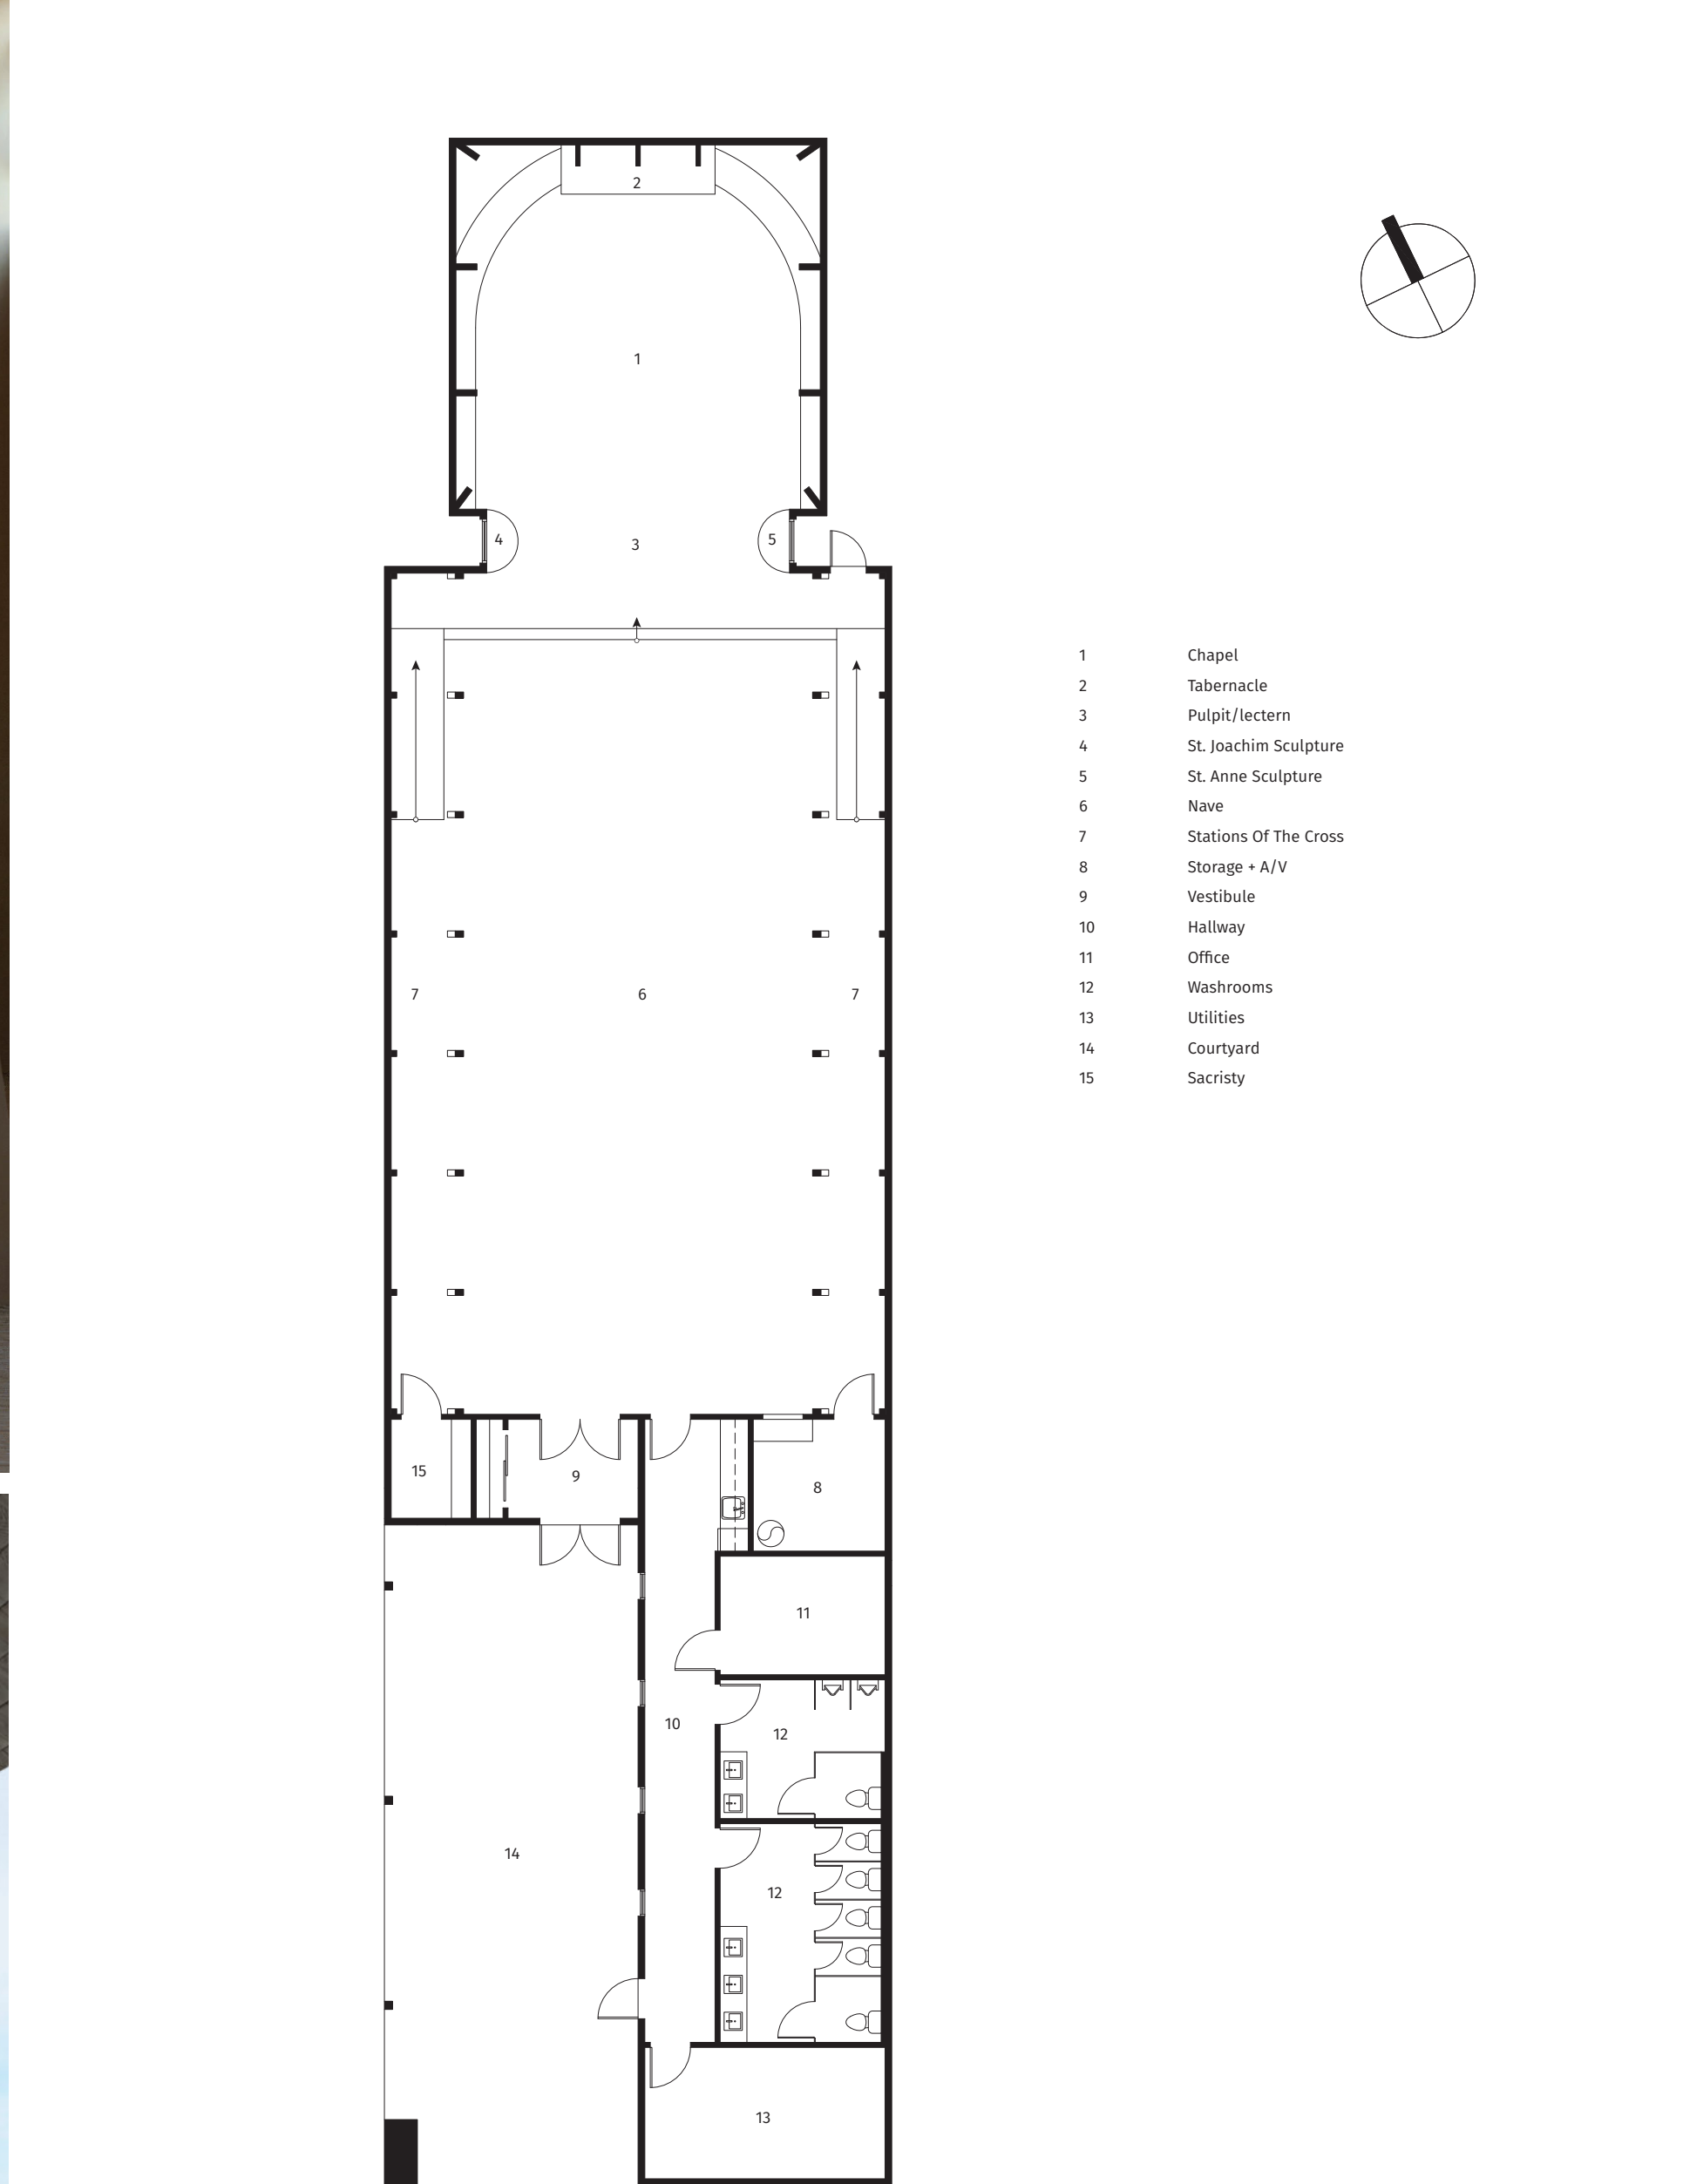 2
1
4
3
5
1 Chapel
2 Tabernacle
3 Pulpit/lectern
4 St. Joachim Sculpture
5 St. Anne Sculpture
6 Nave
7 Stations Of The Cross
8 Storage + A/V
9 Vestibule
10 Hallway
11 Office
12 Washrooms
13 Utilities
14 Courtyard
15 Sacristy
7
6
7
15
9
8
11
10
12
14
12
13